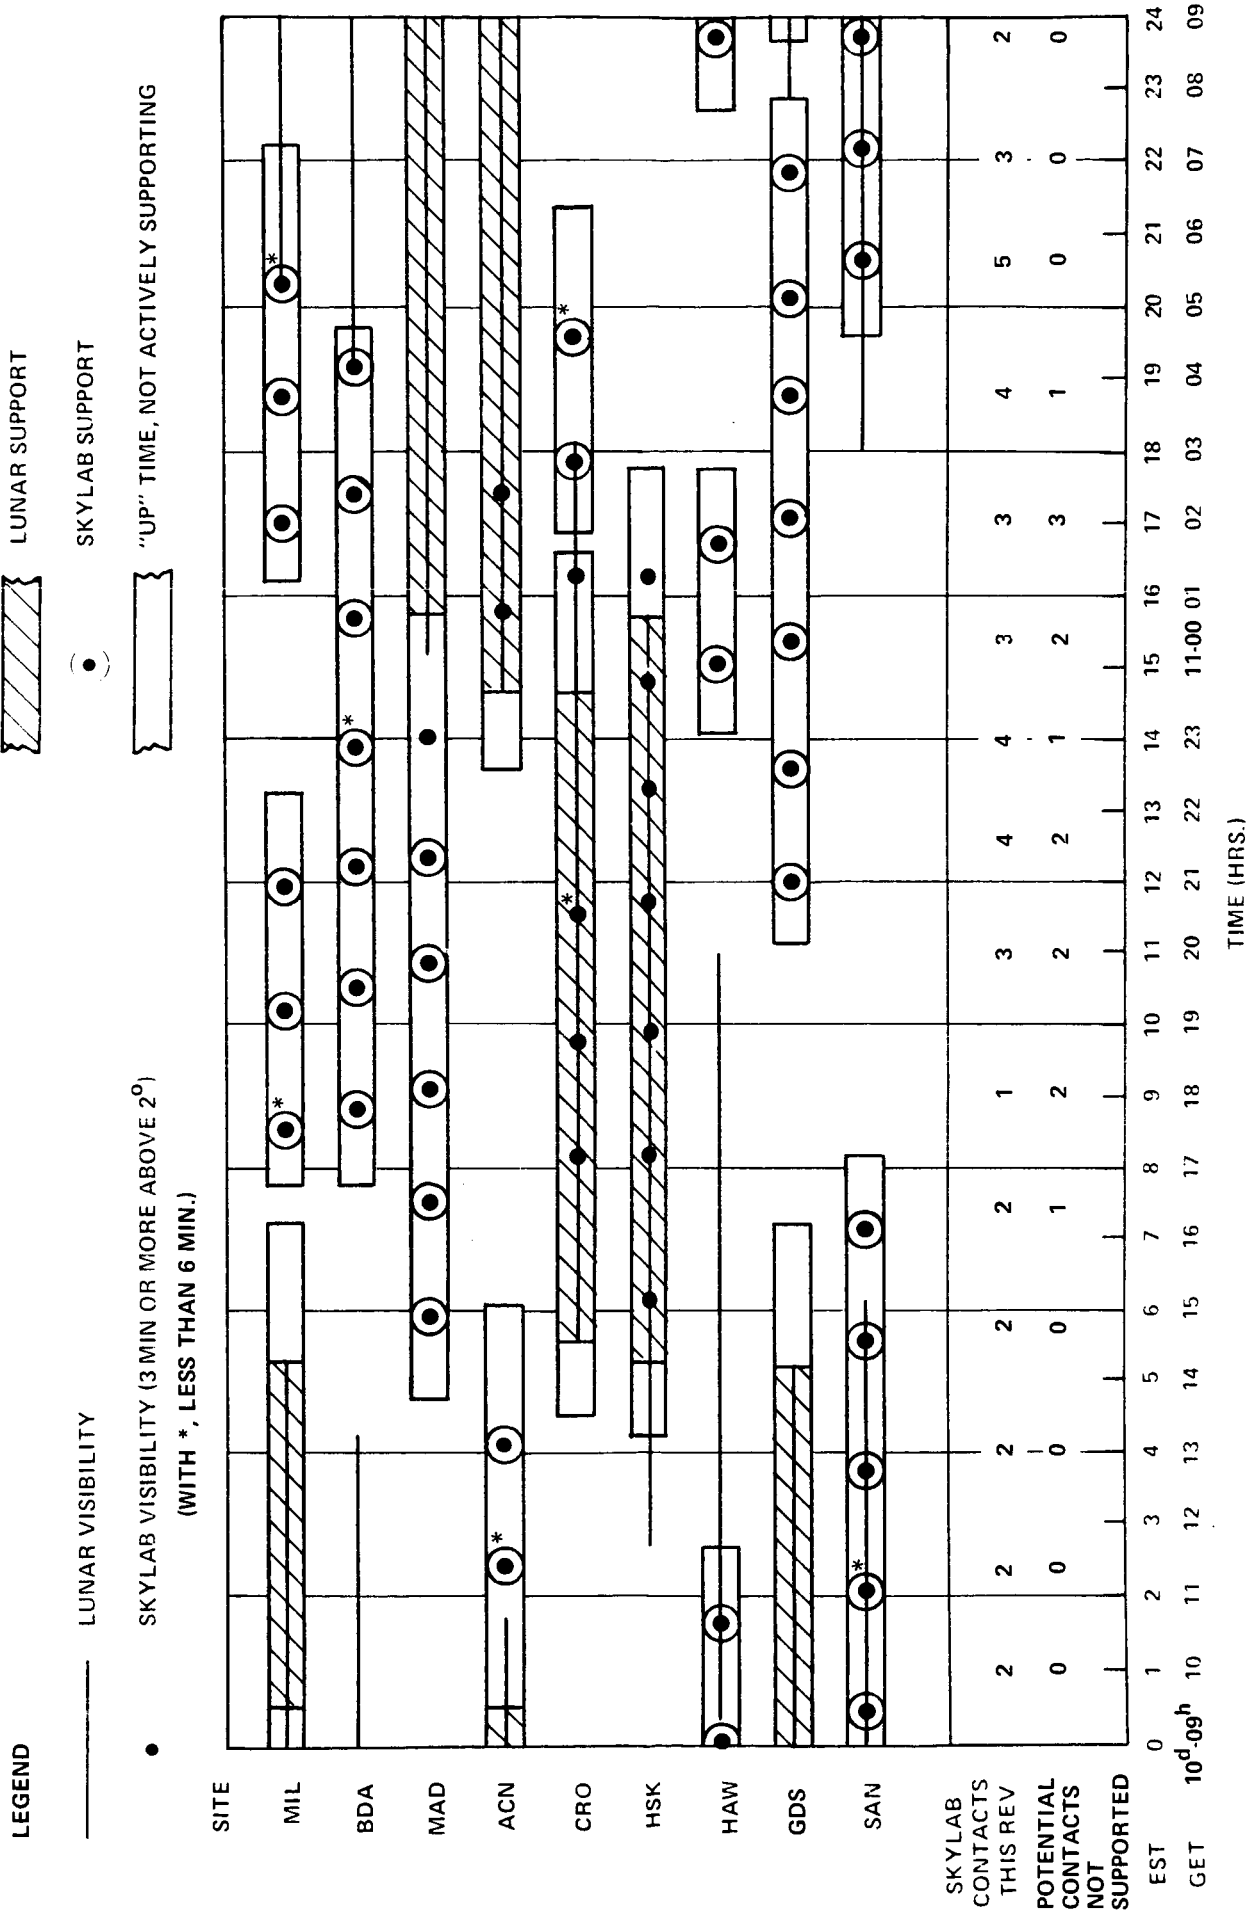 LEGEND
LUNAR VISIBILITY
SKYLAB VISIBILITY (3 MIN OR MORE ABOVE 2°)
(WITH *, LESS THAN 6 MIN.)
LUNAR SUPPORT
SKYLAB SUPPORT
"UP" TIME, NOT ACTIVELY SUPPORTING
SITE
MIL
* *
BDA
*
MAD
ACN
*
CRO
* *
HSK
HAW
GDS
SAN
*
SKYLAB
CONTACTS
THIS REV
2 2 2 2 2 1 3 4 4 3 3 4 5 3 2
POTENTIAL
CONTACTS
NOT
SUPPORTED
0 0 0 0 1 2 2 2 1 2 3 1 0 0 0
EST 0 1 2 3 4 5 6 7 8 9 10 11 12 13 14 15 16 17 18 19 20 21 22 23 24
GET 10d-09h 10 11 12 13 14 15 16 17 18 19 20 21 22 23 11-00 01 02 03 04 05 06 07 08 09
TIME (HRS.)